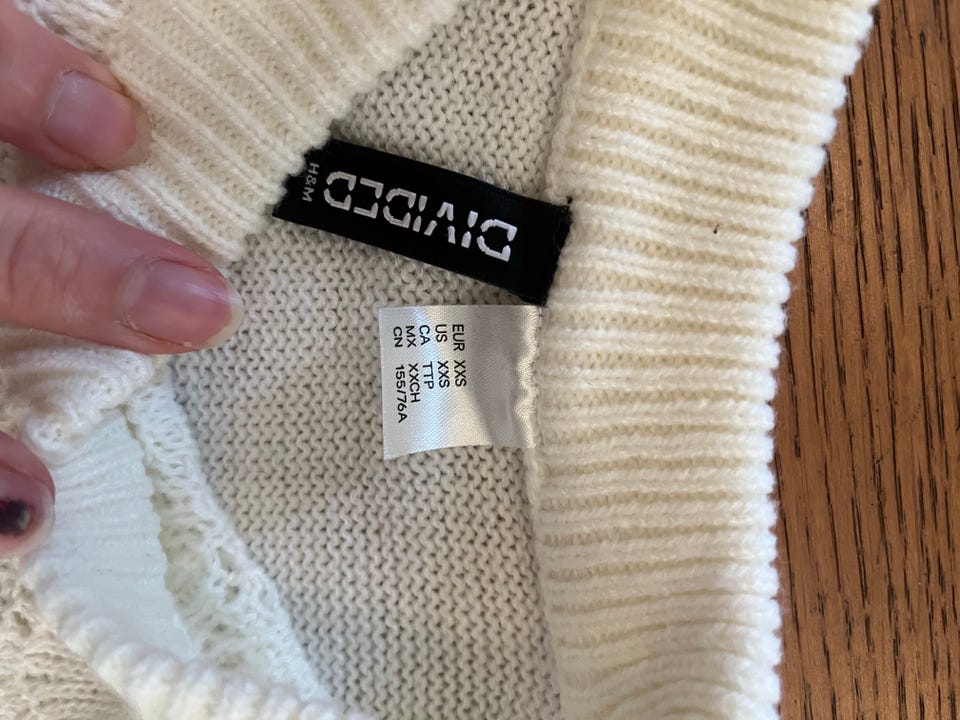 DIVIDED
H&M
EUR XXS
US XXS
CA TTP
MX XXCH
CN 155/76A